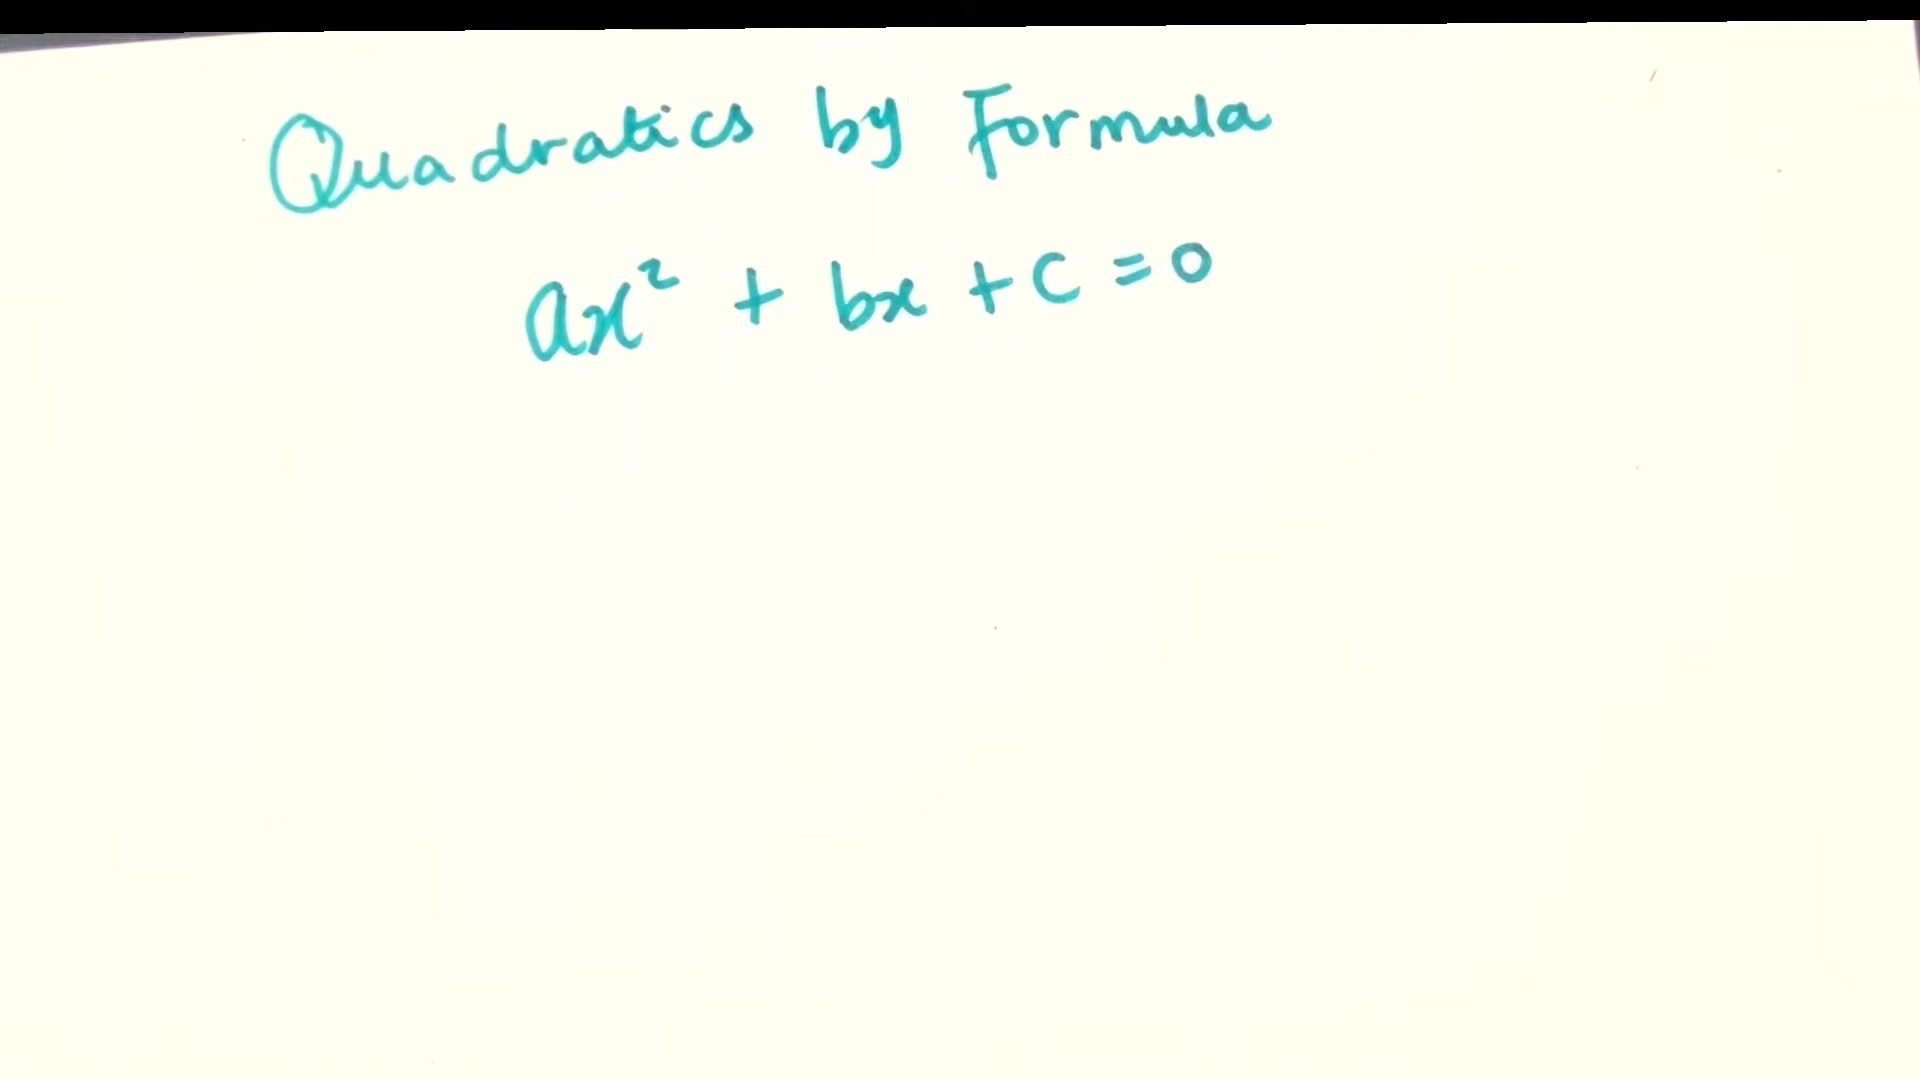 Quadratics by Formula
ax² + bx + c = 0